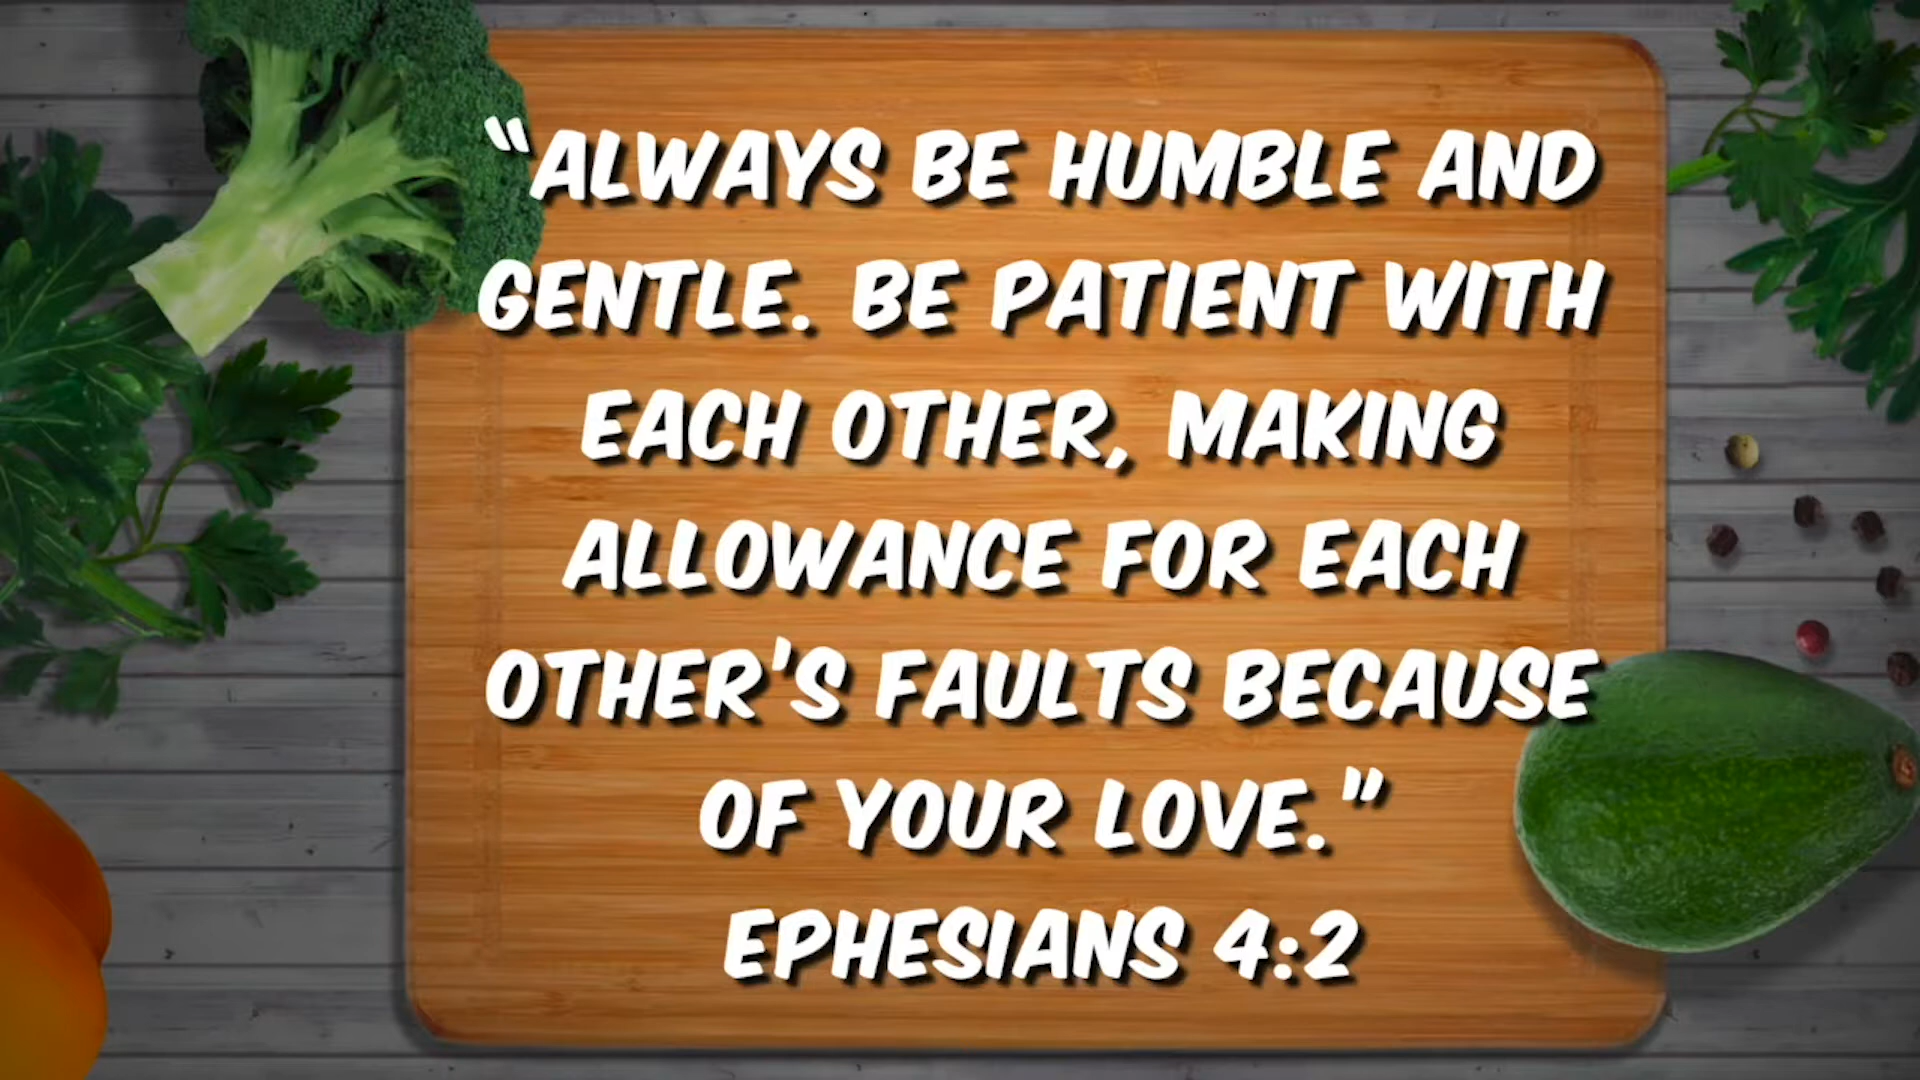 “ALWAYS BE HUMBLE AND
GENTLE. BE PATIENT WITH
EACH OTHER, MAKING
ALLOWANCE FOR EACH
OTHER'S FAULTS BECAUSE
OF YOUR LOVE.”
EPHESIANS 4:2